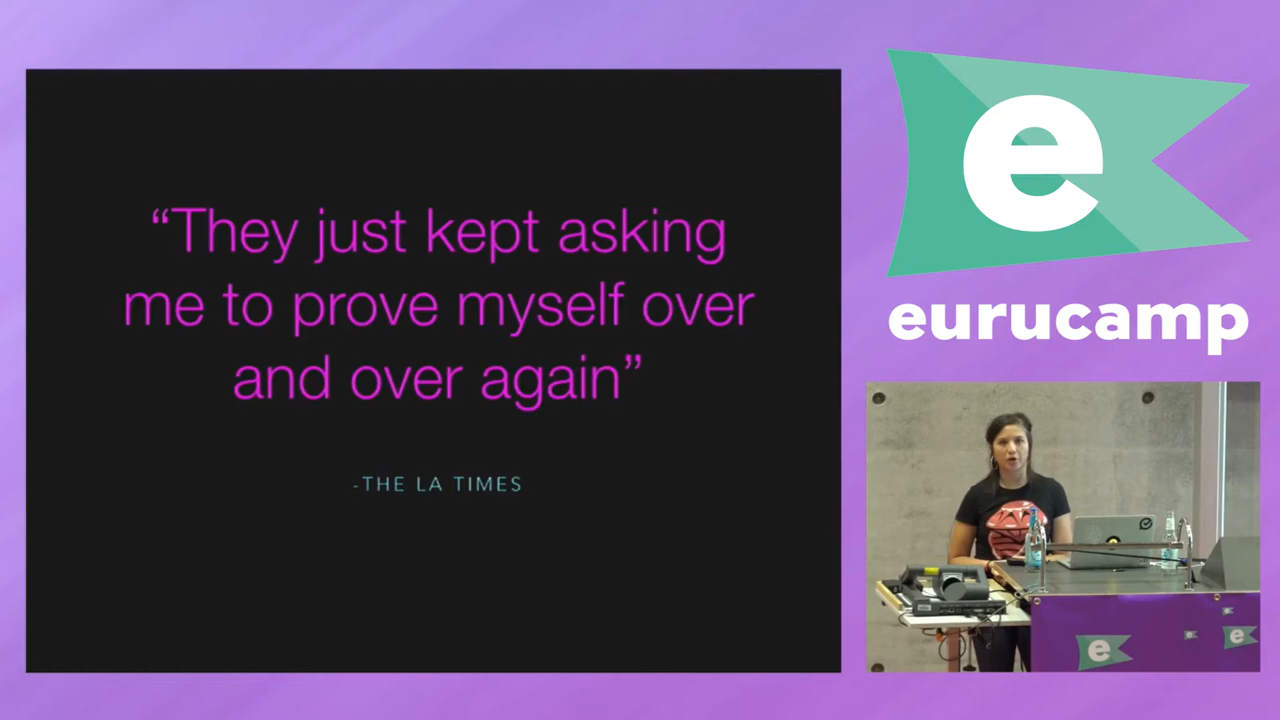 “They just kept asking
me to prove myself over
and over again”
-THE LA TIMES
e
eurucamp
e
e
e